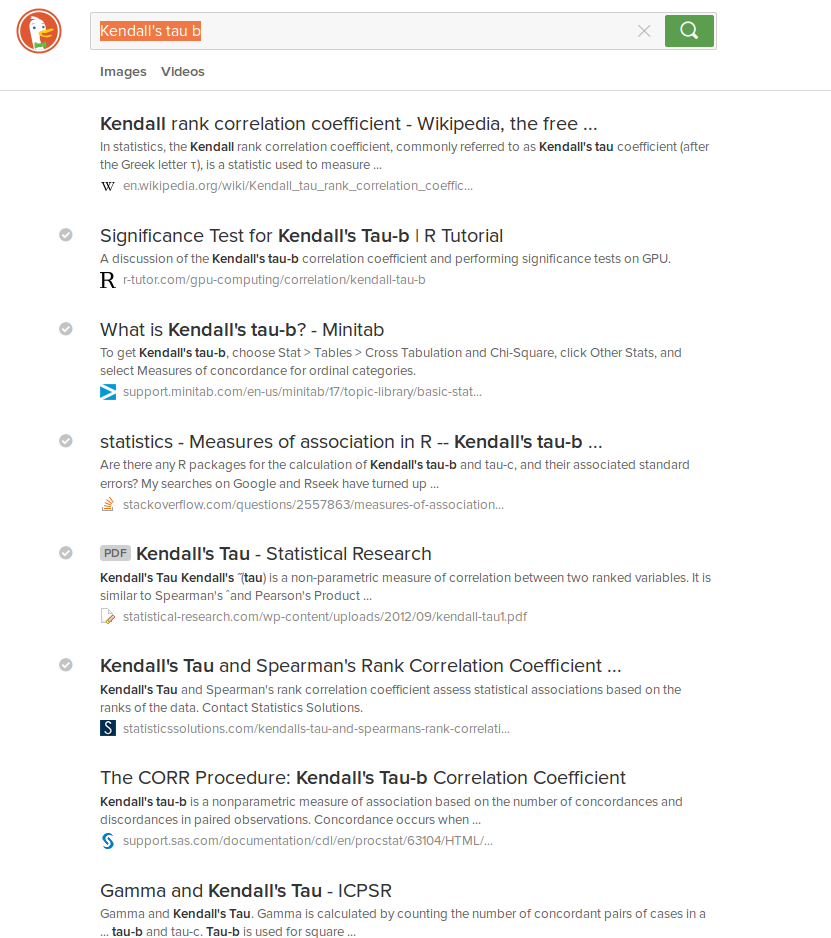 Kendall's tau b
Images Videos
Kendall rank correlation coefficient - Wikipedia, the free ...
In statistics, the Kendall rank correlation coefficient, commonly referred to as Kendall's tau coefficient (after
the Greek letter τ), is a statistic used to measure ...
W en.wikipedia.org/wiki/Kendall_tau_rank_correlation_coeffic...
Significance Test for Kendall's Tau-b | R Tutorial
A discussion of the Kendall's tau-b correlation coefficient and performing significance tests on GPU.
R r-tutor.com/gpu-computing/correlation/kendall-tau-b
What is Kendall's tau-b? - Minitab
To get Kendall's tau-b, choose Stat > Tables > Cross Tabulation and Chi-Square, click Other Stats, and
select Measures of concordance for ordinal categories.
support.minitab.com/en-us/minitab/17/topic-library/basic-stat...
statistics - Measures of association in R -- Kendall's tau-b ...
Are there any R packages for the calculation of Kendall's tau-b and tau-c, and their associated standard
errors? My searches on Google and Rseek have turned up ...
stackoverflow.com/questions/2557863/measures-of-association...
PDF Kendall's Tau - Statistical Research
Kendall's Tau Kendall's ˜(tau) is a non-parametric measure of correlation between two ranked variables. It is
similar to Spearman's ˆand Pearson's Product ...
statistical-research.com/wp-content/uploads/2012/09/kendall-tau1.pdf
Kendall's Tau and Spearman's Rank Correlation Coefficient ...
Kendall's Tau and Spearman's rank correlation coefficient assess statistical associations based on the
ranks of the data. Contact Statistics Solutions.
S statisticssolutions.com/kendalls-tau-and-spearmans-rank-correlati...
The CORR Procedure: Kendall's Tau-b Correlation Coefficient
Kendall's tau-b is a nonparametric measure of association based on the number of concordances and
discordances in paired observations. Concordance occurs when ...
support.sas.com/documentation/cdl/en/procstat/63104/HTML/...
Gamma and Kendall's Tau - ICPSR
Gamma and Kendall's Tau. Gamma is calculated by counting the number of concordant pairs of cases in a
... tau-b and tau-c. Tau-b is used for square ...